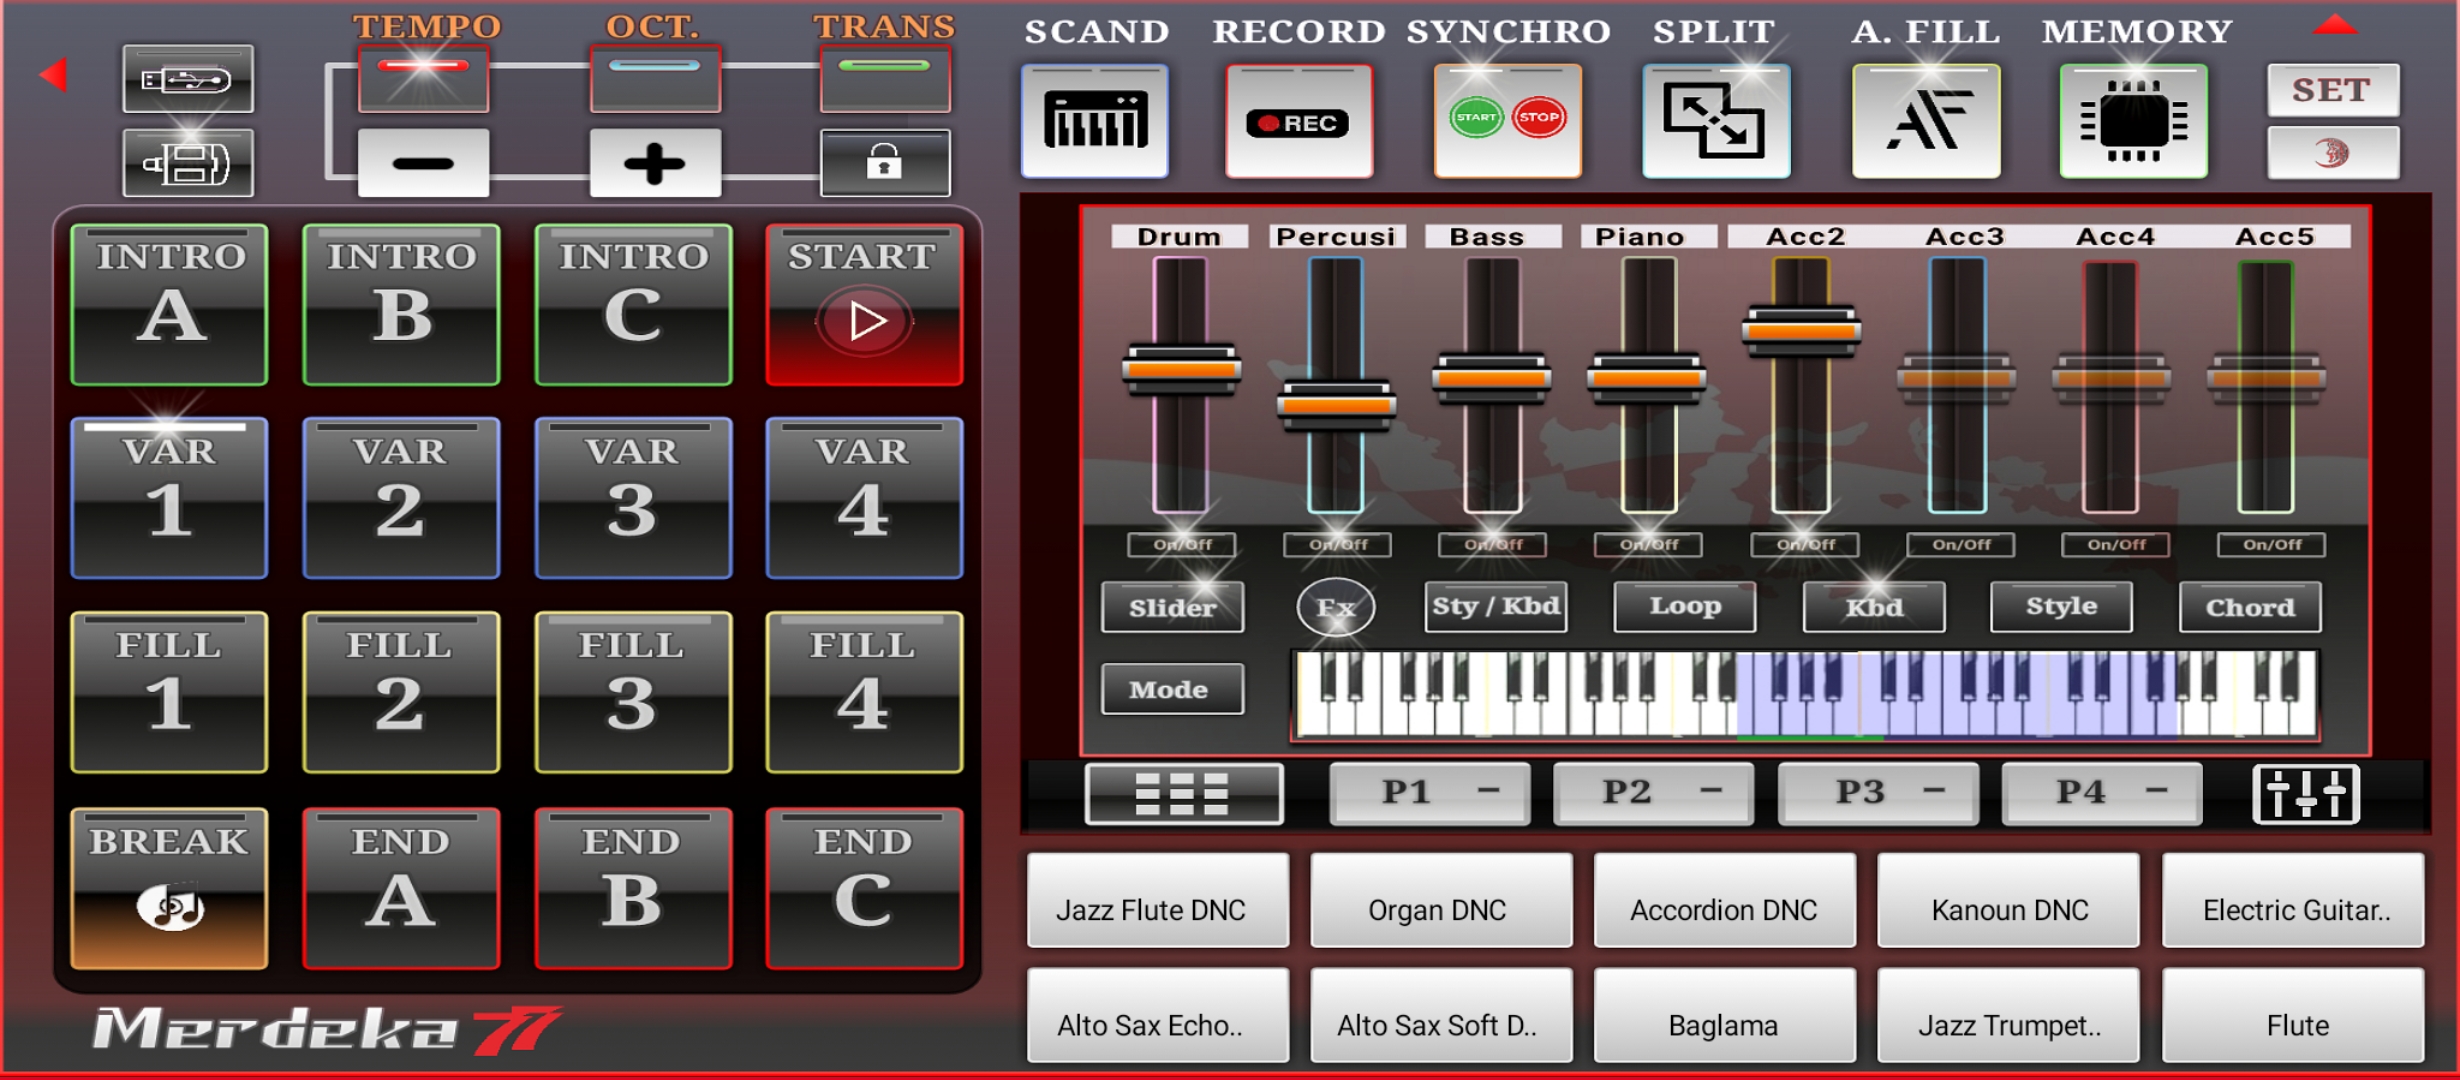 TEMPO OCT. TRANS
SCAND RECORD SYNCHRO SPLIT A. FILL MEMORY
REC
START STOP
AF
SET
INTRO A
INTRO B
INTRO C
START
VAR 1
VAR 2
VAR 3
VAR 4
FILL 1
FILL 2
FILL 3
FILL 4
BREAK
END A
END B
END C
Merdeka 77
Drum Percusi Bass Piano Acc2 Acc3 Acc4 Acc5
On/Off On/Off On/Off On/Off On/Off On/Off On/Off On/Off
Slider Fx Sty / Kbd Loop Kbd Style Chord
Mode
P1 - P2 - P3 - P4 -
Jazz Flute DNC
Organ DNC
Accordion DNC
Kanoun DNC
Electric Guitar..
Alto Sax Echo..
Alto Sax Soft D..
Baglama
Jazz Trumpet..
Flute